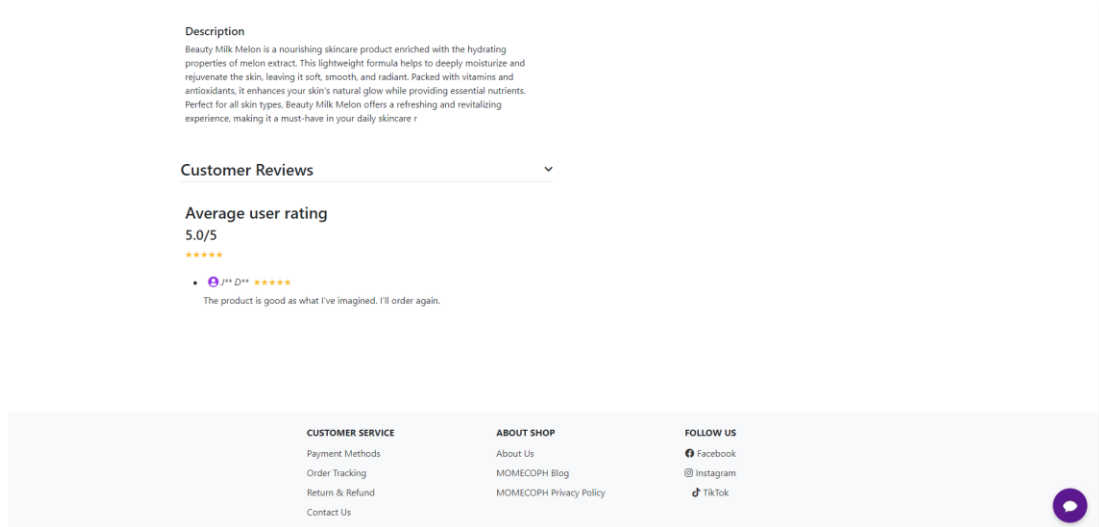 Description
Beauty Milk Melon is a nourishing skincare product enriched with the hydrating
properties of melon extract. This lightweight formula helps to deeply moisturize and
rejuvenate the skin, leaving it soft, smooth, and radiant. Packed with vitamins and
antioxidants, it enhances your skin's natural glow while providing essential nutrients.
Perfect for all skin types, Beauty Milk Melon offers a refreshing and revitalizing
experience, making it a must-have in your daily skincare r
Customer Reviews
Average user rating
5.0/5
J** D**
The product is good as what I've imagined. I'll order again.
CUSTOMER SERVICE
Payment Methods
Order Tracking
Return & Refund
Contact Us
ABOUT SHOP
About Us
MOMECOPH Blog
MOMECOPH Privacy Policy
FOLLOW US
Facebook
Instagram
TikTok